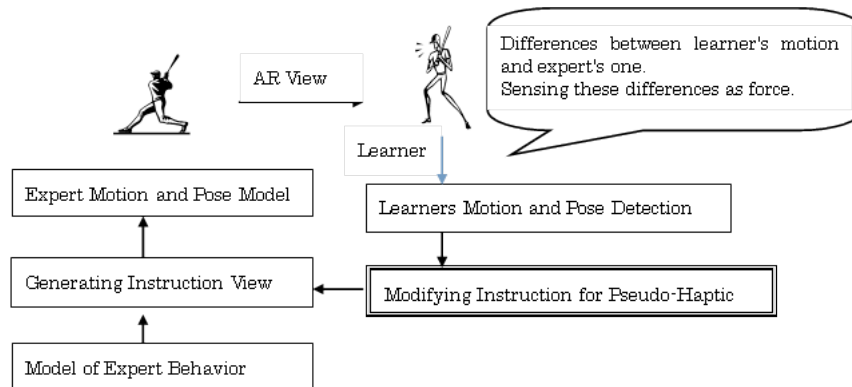 Differences between learner's motion
and expert's one.
Sensing these differences as force.
AR View
Learner
Expert Motion and Pose Model
Learners Motion and Pose Detection
Generating Instruction View
Modifying Instruction for Pseudo-Haptic
Model of Expert Behavior